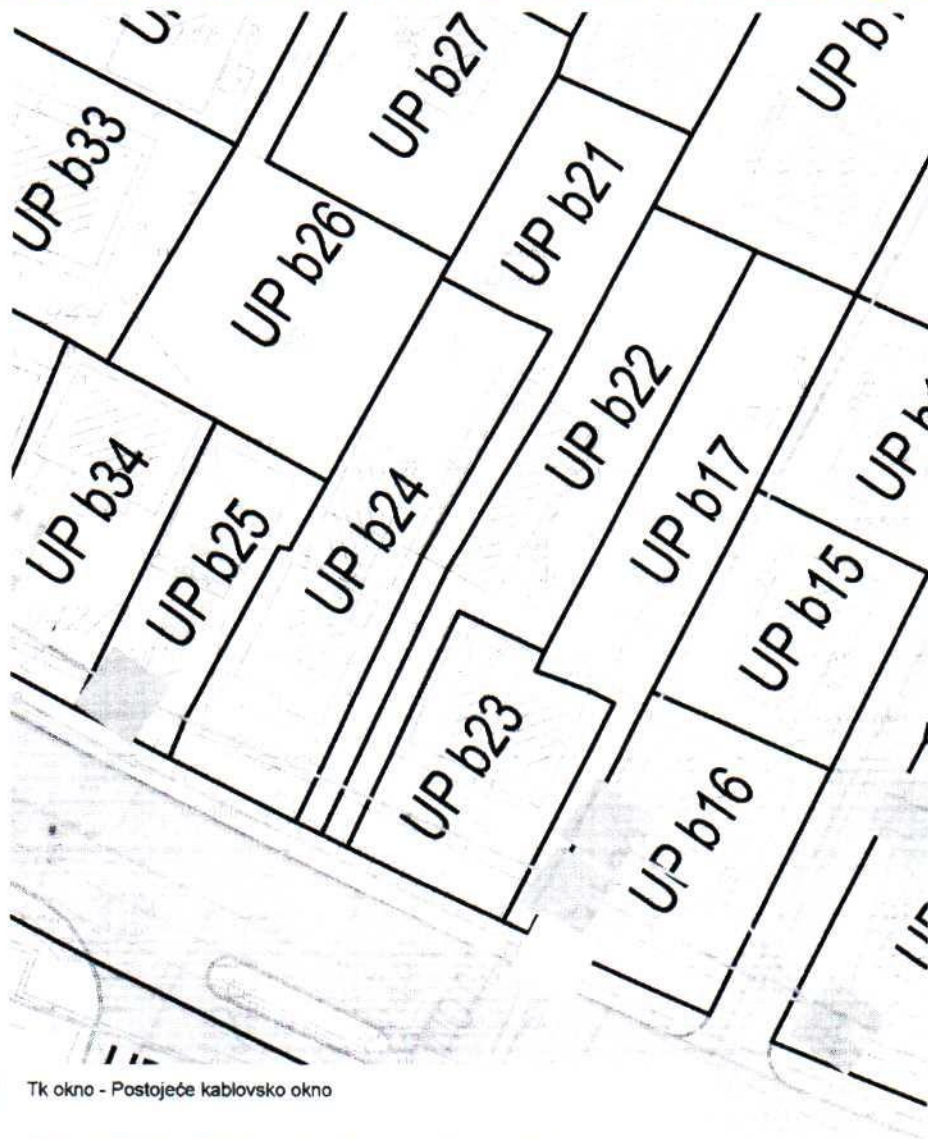 UP b27
UP b33
UP b21
UP b26
UP b22
UP b34
UP b24
UP b17
UP b25
UP b15
UP b23
UP b16
Tk okno - Postojeće kablovsko okno